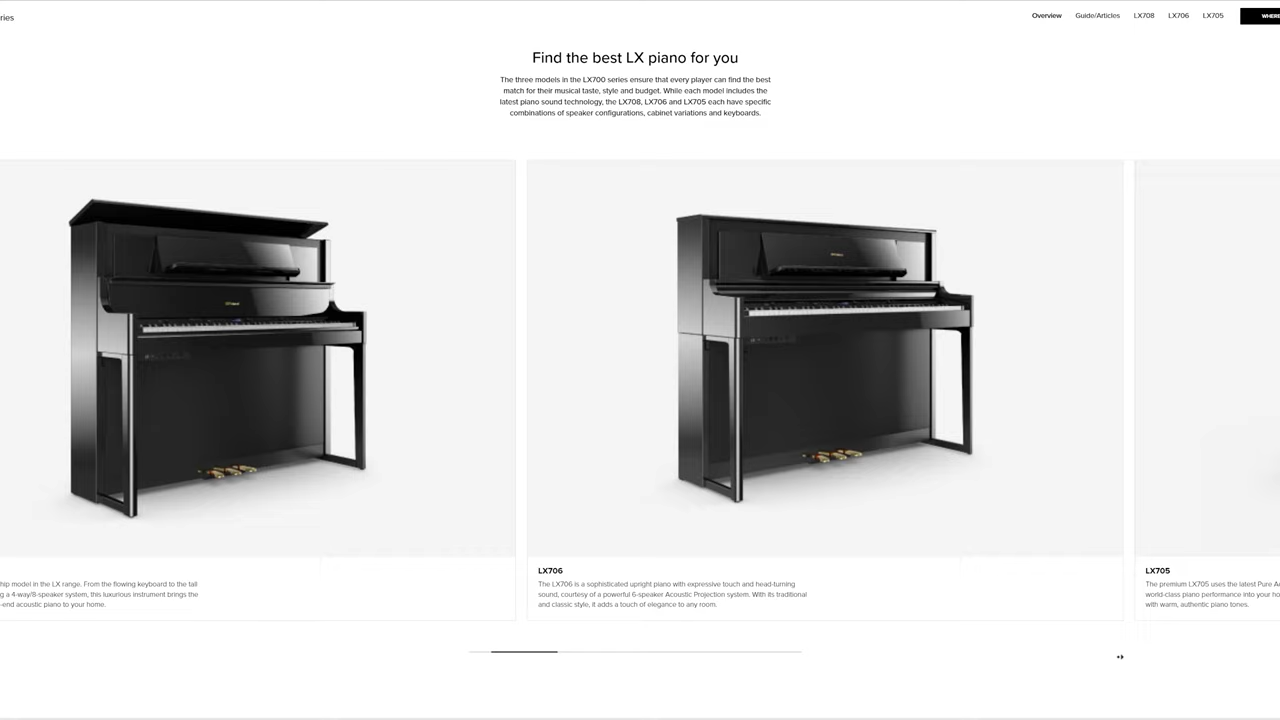 ries
Overview Guide/Articles LX708 LX706 LX705 WHERE
Find the best LX piano for you
The three models in the LX700 series ensure that every player can find the best
match for their musical taste, style and budget. While each model includes the
latest piano sound technology, the LX708, LX706 and LX705 each have specific
combinations of speaker configurations, cabinet variations and keyboards.
hip model in the LX range. From the flowing keyboard to the tall
g a 4-way/8-speaker system, this luxurious instrument brings the
-end acoustic piano to your home.
LX706
The LX706 is a sophisticated upright piano with expressive touch and head-turning
sound, courtesy of a powerful 6-speaker Acoustic Projection system. With its traditional
and classic style, it adds a touch of elegance to any room.
LX705
The premium LX705 uses the latest Pure Ac
world-class piano performance into your ho
with warm, authentic piano tones.